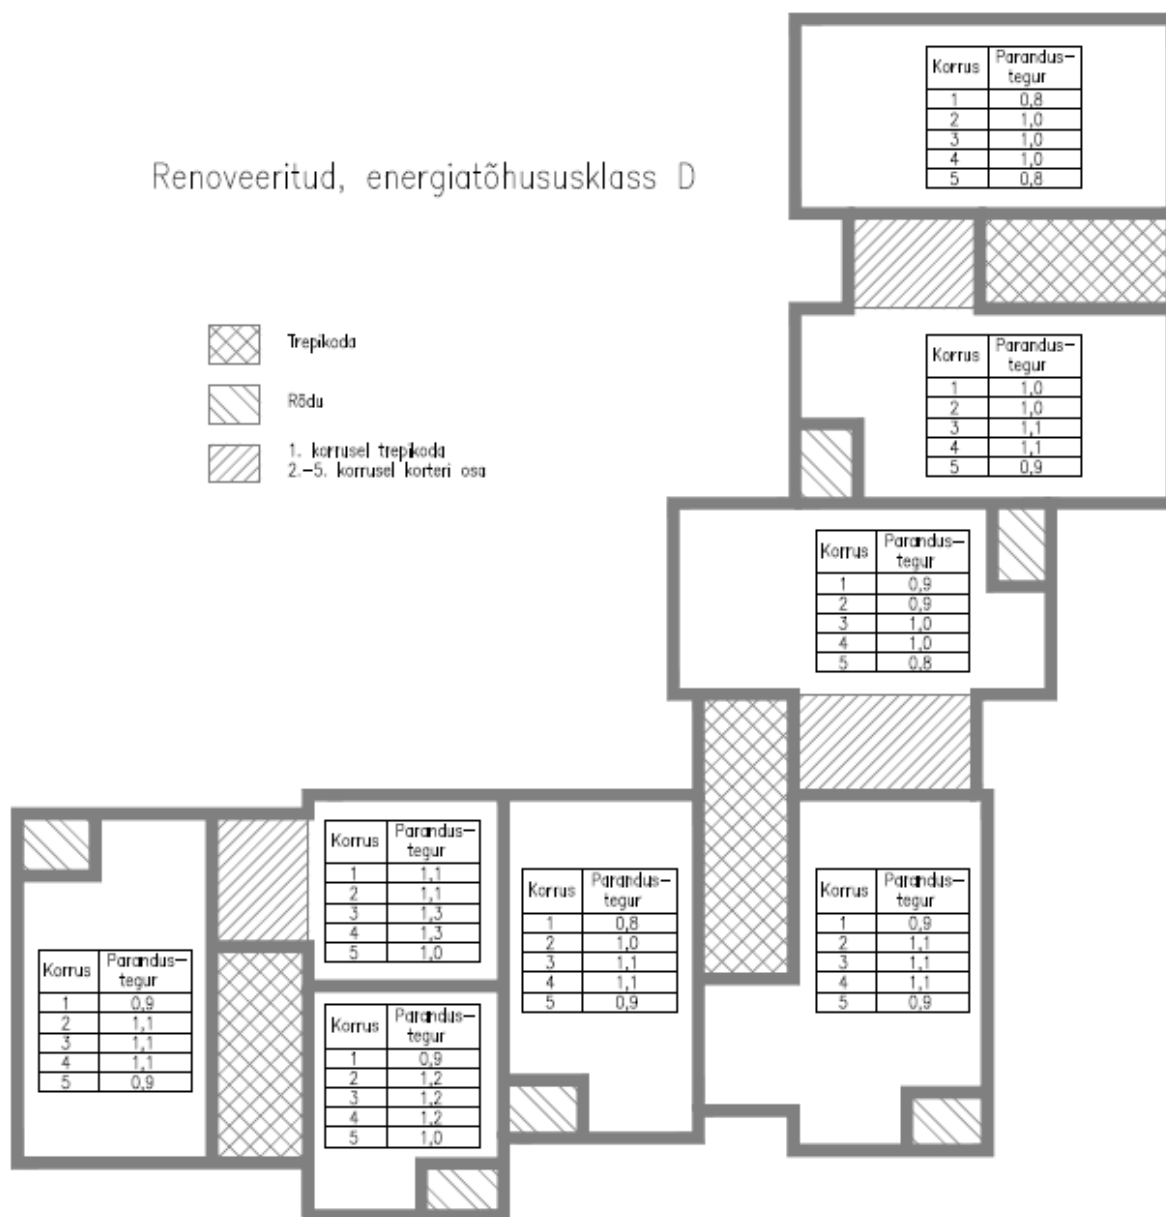 Renoveeritud, energiatõhususklass D
Trepikoda
Rõdu
1. korrusel trepikoda
2.–5. korrusel korteri osa
Korrus Parandus–
tegur
1 0,8
2 1,0
3 1,0
4 1,0
5 0,8
Korrus Parandus–
tegur
1 1,0
2 1,0
3 1,1
4 1,1
5 0,9
Korrus Parandus–
tegur
1 0,9
2 0,9
3 1,0
4 1,0
5 0,8
Korrus Parandus–
tegur
1 0,9
2 1,1
3 1,1
4 1,1
5 0,9
Korrus Parandus–
tegur
1 1,1
2 1,1
3 1,3
4 1,3
5 1,0
Korrus Parandus–
tegur
1 0,9
2 1,2
3 1,2
4 1,2
5 1,0
Korrus Parandus–
tegur
1 0,8
2 1,0
3 1,1
4 1,1
5 0,9
Korrus Parandus–
tegur
1 0,9
2 1,1
3 1,1
4 1,1
5 0,9